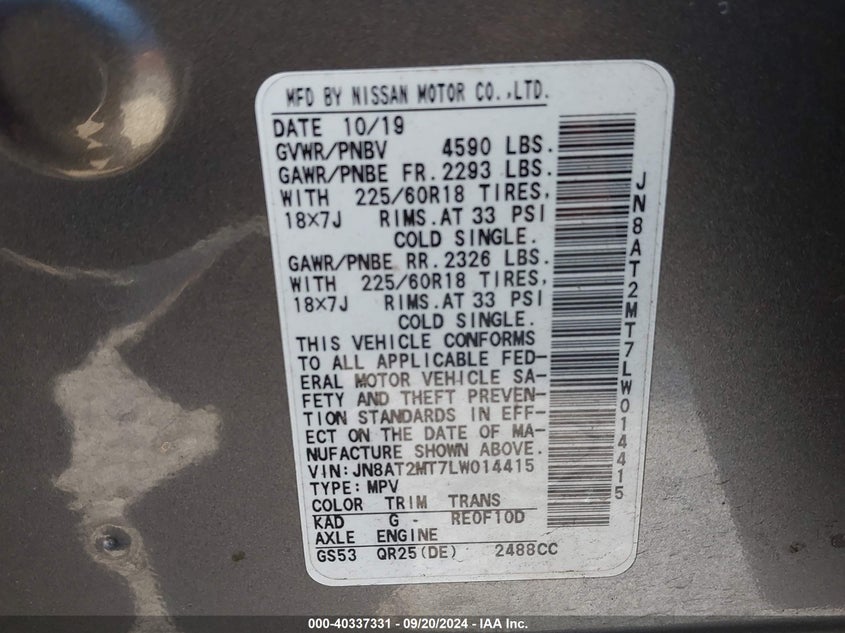 MFD BY NISSAN MOTOR CO.,LTD.
DATE 10/19
GVWR/PNBV 4590 LBS.
GAWR/PNBE FR. 2293 LBS.
WITH 225/60R18 TIRES,
18X7J RIMS.AT 33 PSI
COLD SINGLE.
GAWR/PNBE RR. 2326 LBS.
WITH 225/60R18 TIRES,
18X7J RIMS.AT 33 PSI
COLD SINGLE.
THIS VEHICLE CONFORMS
TO ALL APPLICABLE FED-
ERAL MOTOR VEHICLE SA-
FETY AND THEFT PREVEN-
TION STANDARDS IN EFF-
ECT ON THE DATE OF MA-
NUFACTURE SHOWN ABOVE.
VIN:JN8AT2MT7LW014415
TYPE:MPV
COLOR TRIM TRANS
KAD G - RE0F10D
AXLE ENGINE
GS53 QR25(DE) 2488CC
JN8AT2MT7LW014415
000-40337331 - 09/20/2024 - IAA Inc.